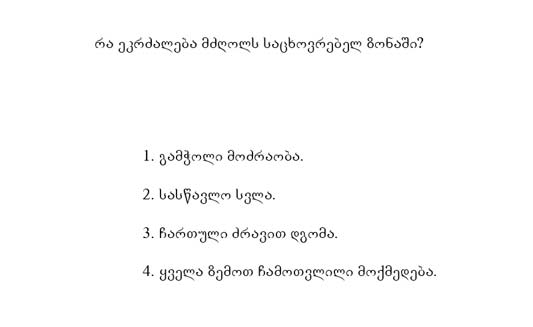 რა ეკრძალება მძღოლს საცხოვრებელ ზონაში?
1. გამჭოლი მოძრაობა.
2. სასწავლო სვლა.
3. ჩართული ძრავით დგომა.
4. ყველა ზემოთ ჩამოთვლილი მოქმედება.